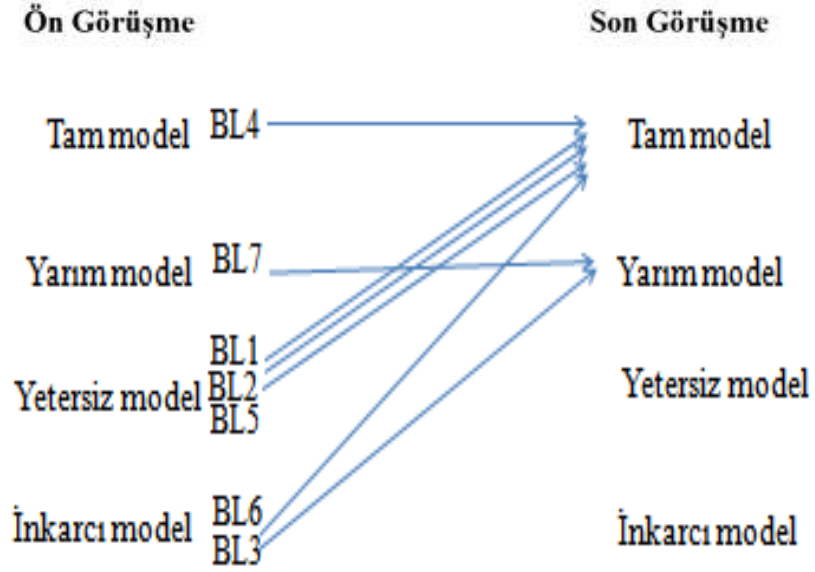 Ön Görüşme Son Görüşme
Tam model BL4 Tam model
Yarım model BL7 Yarım model
BL1
Yetersiz model BL2 Yetersiz model
BL5
BL6
İnkarcı model İnkarcı model
BL3